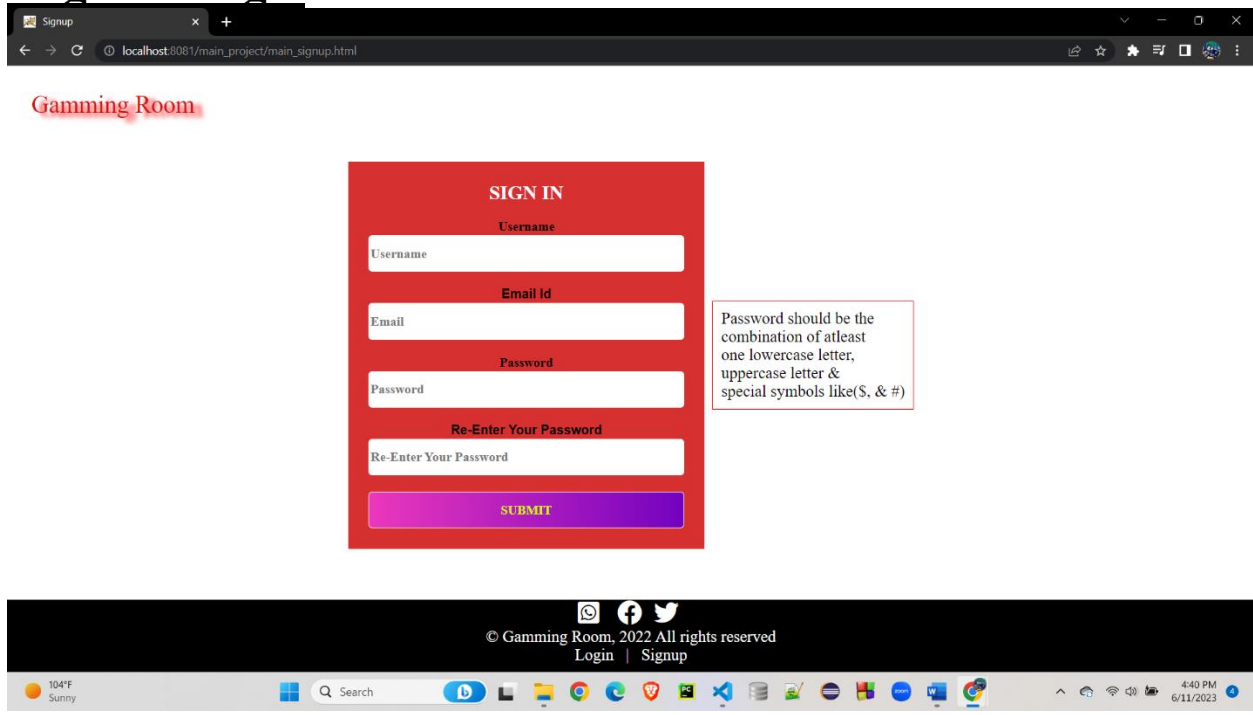 Signup
localhost:8081/main_project/main_signup.html
Gamming Room
SIGN IN
Username
Username
Email Id
Email
Password
Password
Re-Enter Your Password
Re-Enter Your Password
SUBMIT
Password should be the
combination of atleast
one lowercase letter,
uppercase letter &
special symbols like($, & #)
© Gamming Room, 2022 All rights reserved
Login | Signup
104°F
Sunny
Search
4:40 PM
6/11/2023
4